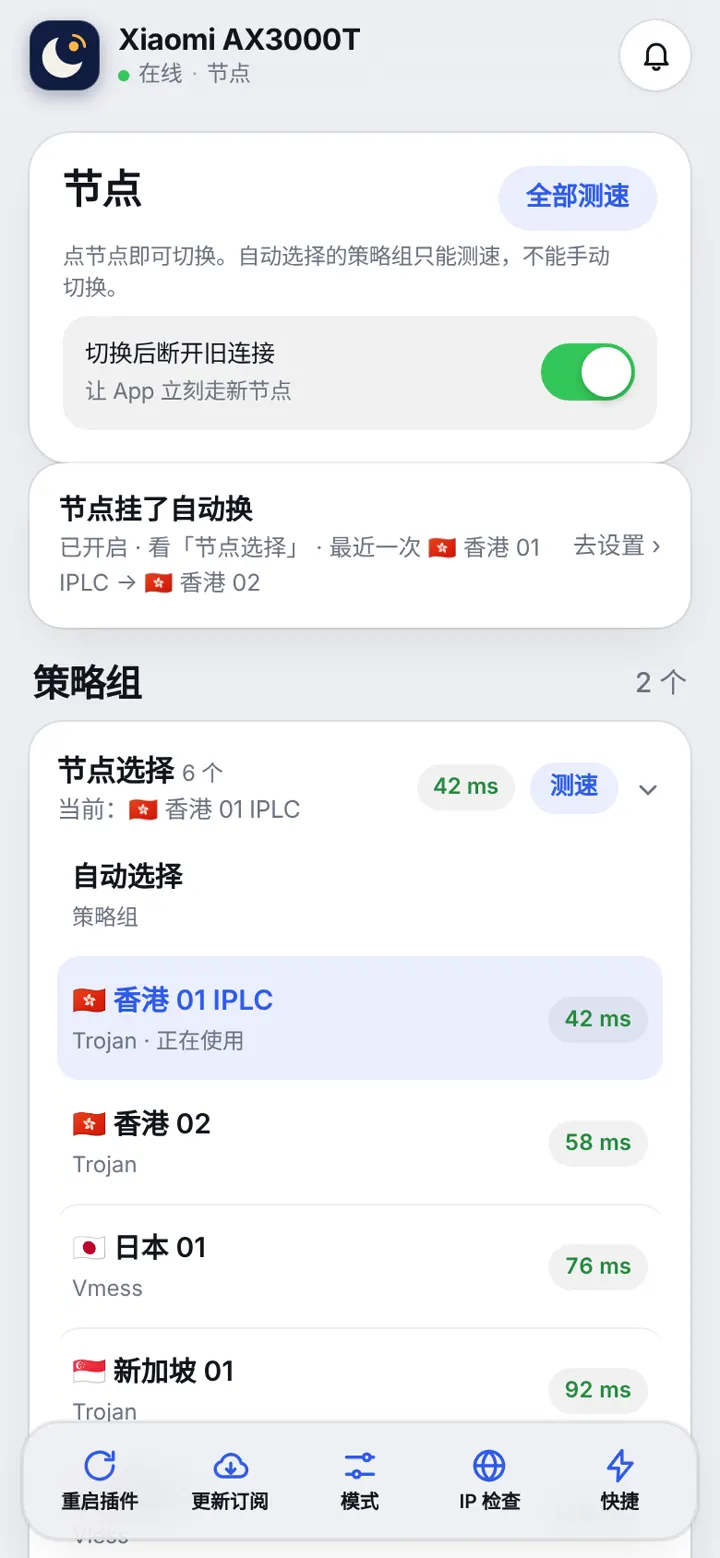 Xiaomi AX3000T
在线 · 节点
节点
全部测速
点节点即可切换。自动选择的策略组只能测速，不能手动
切换。
切换后断开旧连接
让 App 立刻走新节点
节点挂了自动换
已开启 · 看「节点选择」 · 最近一次 🇭🇰 香港 01
IPLC → 🇭🇰 香港 02
去设置 ›
策略组
2 个
节点选择 6 个
当前：🇭🇰 香港 01 IPLC
42 ms
测速
自动选择
策略组
🇭🇰 香港 01 IPLC
Trojan · 正在使用
42 ms
🇭🇰 香港 02
Trojan
58 ms
🇯🇵 日本 01
Vmess
76 ms
🇸🇬 新加坡 01
Trojan
92 ms
重启插件
更新订阅
模式
IP 检查
快捷
Vless